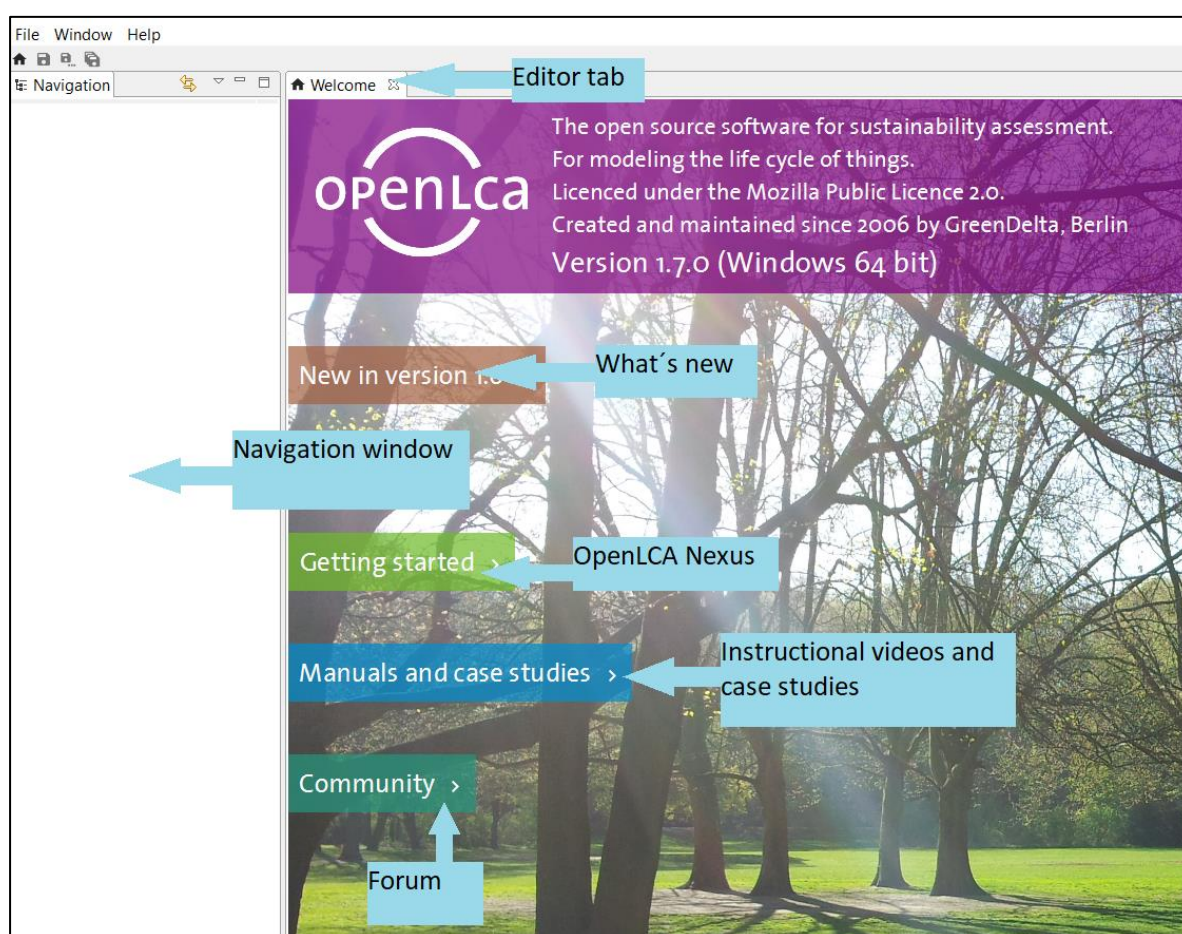 File Window Help
Navigation
Welcome
Editor tab
openLCA
The open source software for sustainability assessment.
For modeling the life cycle of things.
Licenced under the Mozilla Public Licence 2.0.
Created and maintained since 2006 by GreenDelta, Berlin
Version 1.7.0 (Windows 64 bit)
New in version
What´s new
Navigation window
Getting started ›
OpenLCA Nexus
Manuals and case studies ›
Instructional videos and
case studies
Community ›
Forum